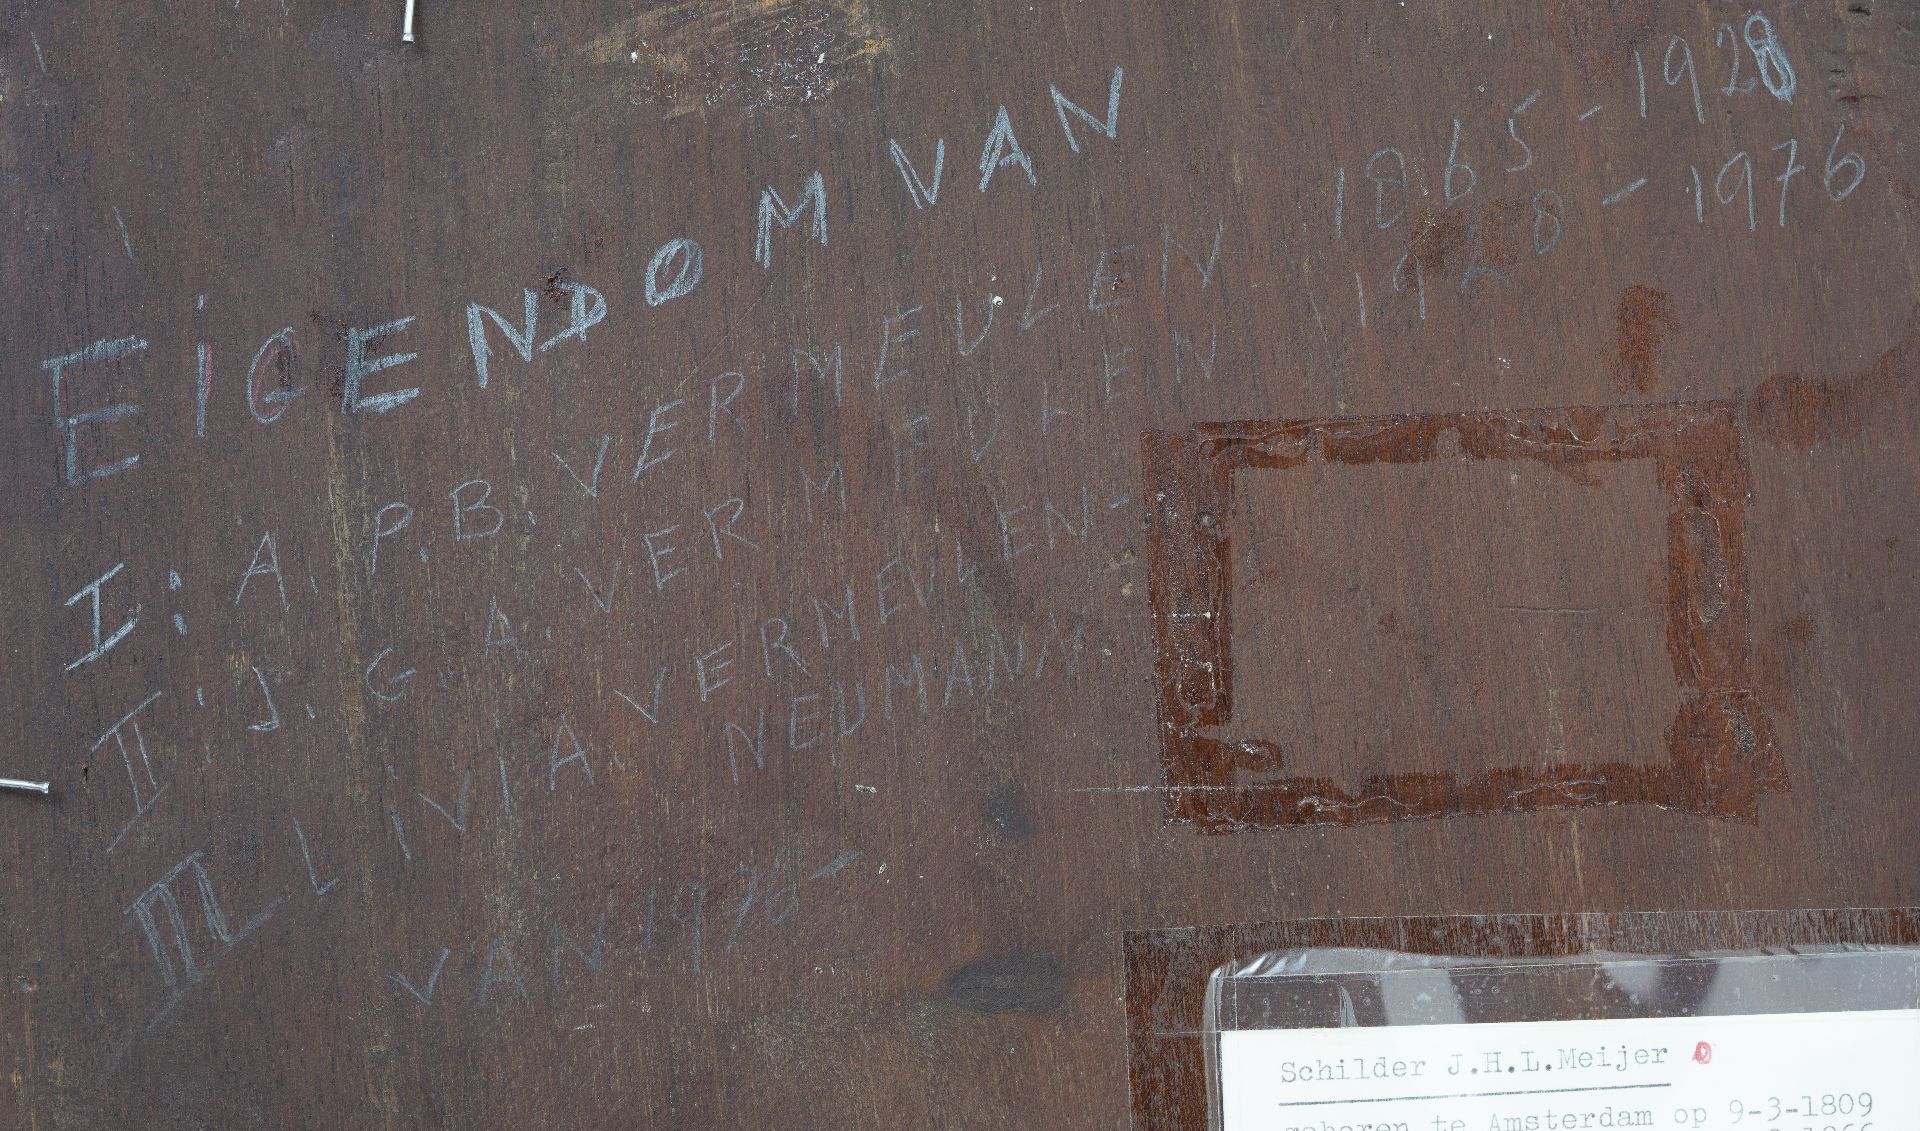 EIGENDOM VAN
I: A. P. B. VERMEULEN 1865-1928
II: J. G. A. VERMEULEN 1928-1976
III LIVIA A. VERMEULEN-
NEUMANN
VAN 1976-
Schilder J.H.L.Meijer
geboren te Amsterdam op 9-3-1809